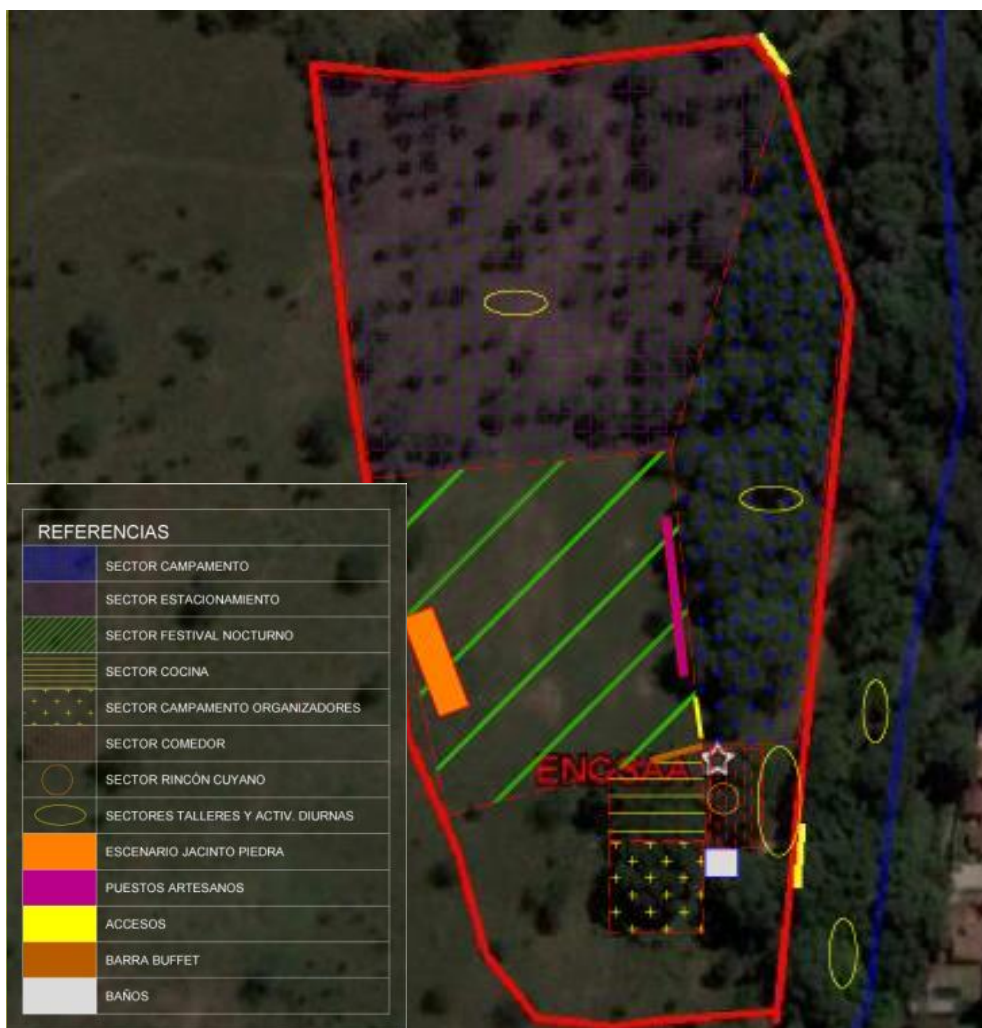 REFERENCIAS
SECTOR CAMPAMENTO
SECTOR ESTACIONAMIENTO
SECTOR FESTIVAL NOCTURNO
SECTOR COCINA
SECTOR CAMPAMENTO ORGANIZADORES
SECTOR COMEDOR
SECTOR RINCÓN CUYANO
SECTORES TALLERES Y ACTIV. DIURNAS
ESCENARIO JACINTO PIEDRA
PUESTOS ARTESANOS
ACCESOS
BARRA BUFFET
BAÑOS